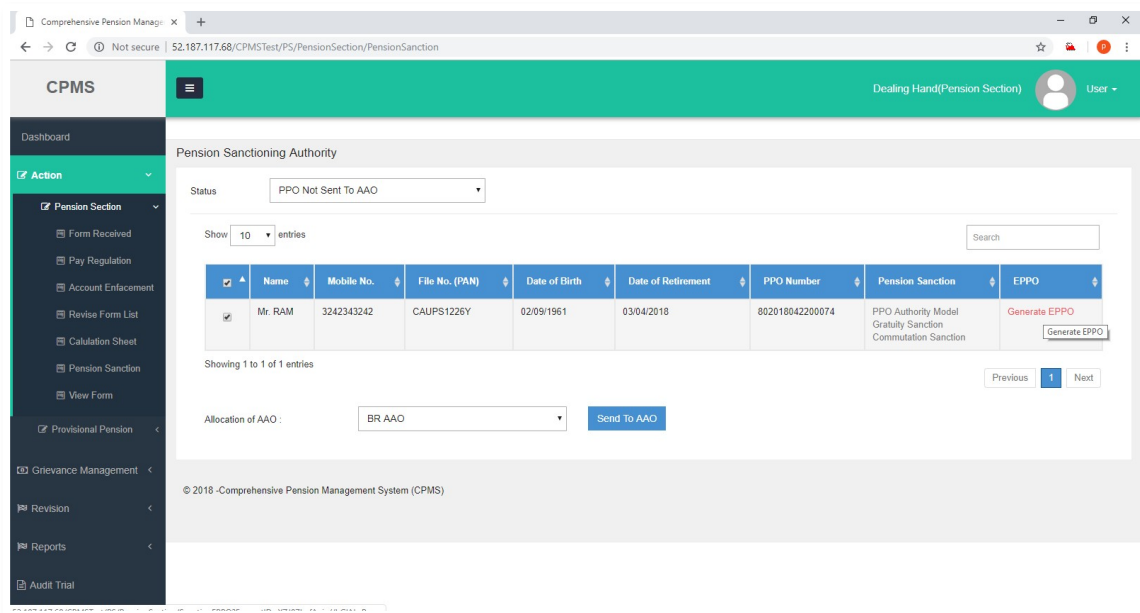 Comprehensive Pension Manage
Not secure | 52.187.117.68/CPMSTest/PS/PensionSection/PensionSanction
P
CPMS
Dealing Hand(Pension Section)
User
Dashboard
Action
Pension Section
Form Received
Pay Regulation
Account Enfacement
Revise Form List
Calulation Sheet
Pension Sanction
View Form
Provisional Pension
Grievance Management
Revision
Reports
Audit Trial
Pension Sanctioning Authority
Status PPO Not Sent To AAO
Show 10 entries
Search
Name Mobile No. File No. (PAN) Date of Birth Date of Retirement PPO Number Pension Sanction EPPO
Mr. RAM 3242343242 CAUPS1226Y 02/09/1961 03/04/2018 802018042200074 PPO Authority Model Generate EPPO
Gratuity Sanction
Commutation Sanction
Generate EPPO
Showing 1 to 1 of 1 entries
Previous 1 Next
Allocation of AAO : BR AAO Send To AAO
© 2018 -Comprehensive Pension Management System (CPMS)